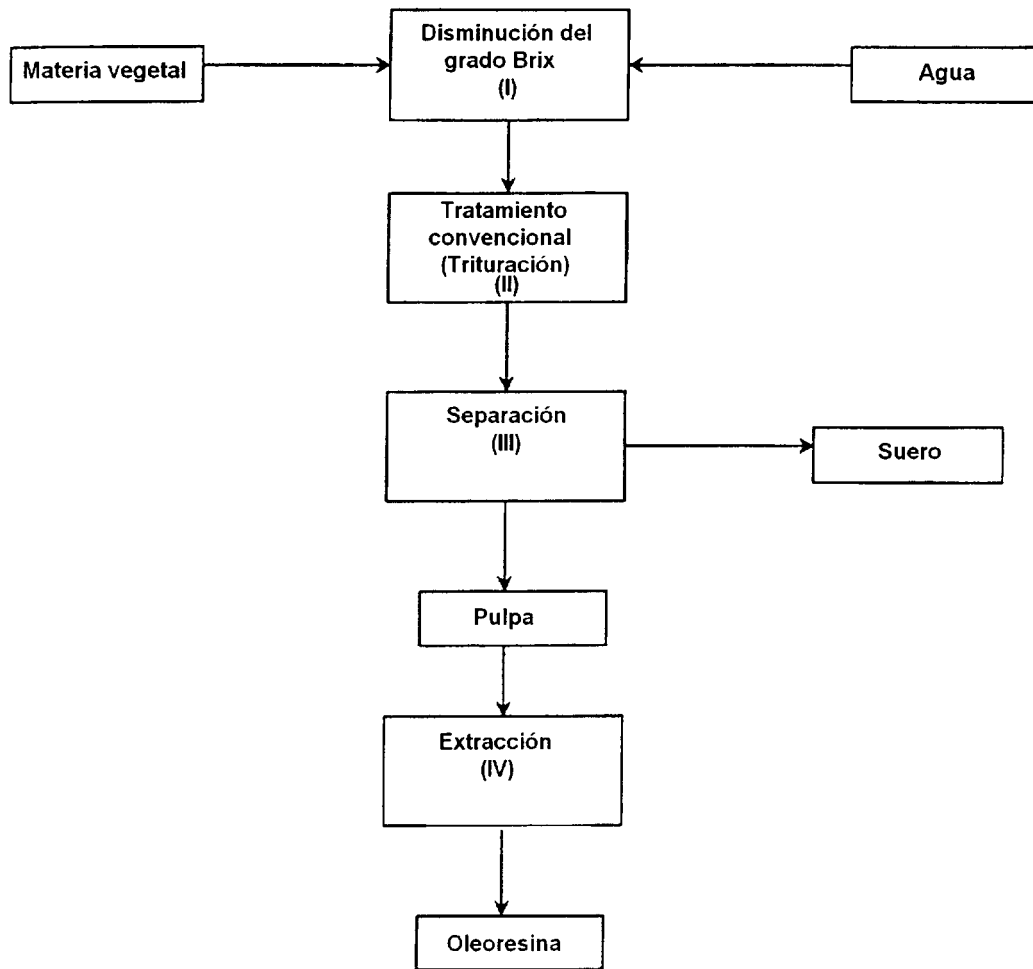 Materia vegetal
Disminución del
grado Brix
(I)
Agua
Tratamiento
convencional
(Trituración)
(II)
Separación
(III)
Suero
Pulpa
Extracción
(IV)
Oleoresina